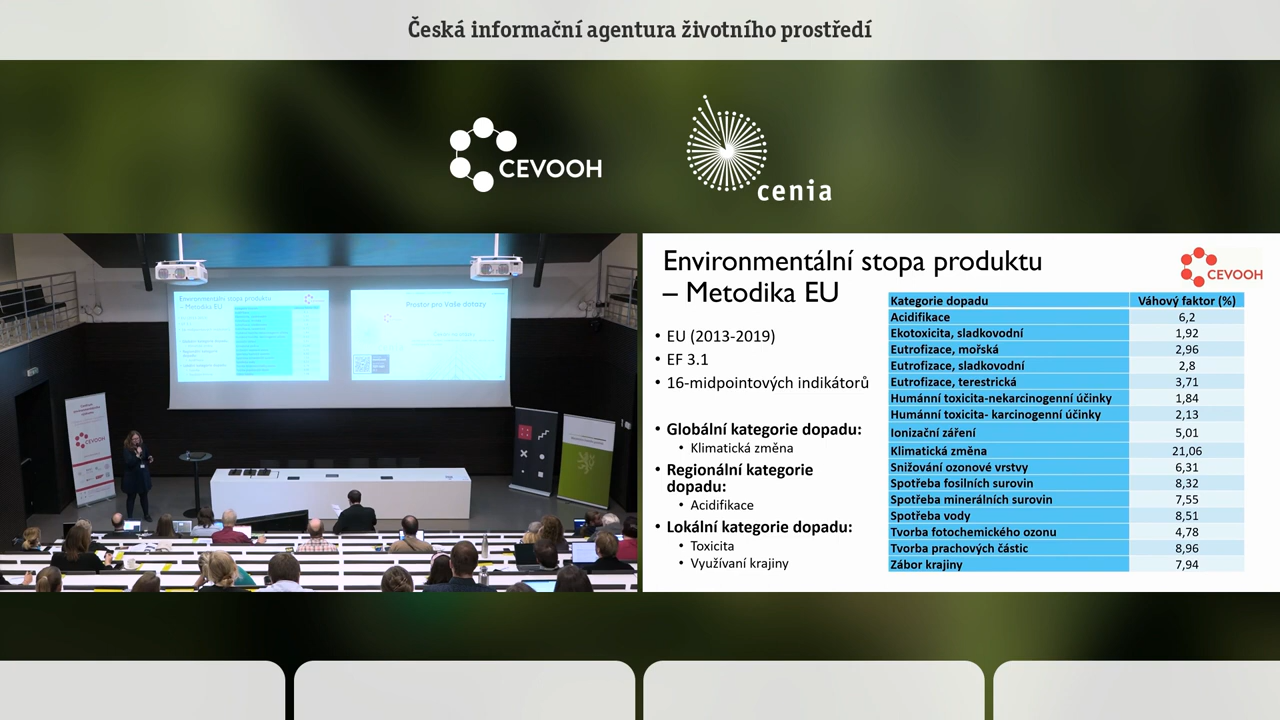 Česká informační agentura životního prostředí
CEVOOH
cenia
Environmentální stopa produktu
– Metodika EU
Prostor pro Vaše dotazy
CEVOOH
Environmentální stopa produktu
– Metodika EU
CEVOOH
• EU (2013-2019)
• EF 3.1
• 16-midpointových indikátorů
• Globální kategorie dopadu:
• Klimatická změna
• Regionální kategorie
dopadu:
• Acidifikace
• Lokální kategorie dopadu:
• Toxicita
• Využívaní krajiny
Kategorie dopadu Váhový faktor (%)
Acidifikace 6,2
Ekotoxicita, sladkovodní 1,92
Eutrofizace, mořská 2,96
Eutrofizace, sladkovodní 2,8
Eutrofizace, terestrická 3,71
Humánní toxicita-nekarcinogenní účinky 1,84
Humánní toxicita- karcinogenní účinky 2,13
Ionizační záření 5,01
Klimatická změna 21,06
Snižování ozonové vrstvy 6,31
Spotřeba fosilních surovin 8,32
Spotřeba minerálních surovin 7,55
Spotřeba vody 8,51
Tvorba fotochemického ozonu 4,78
Tvorba prachových částic 8,96
Zábor krajiny 7,94